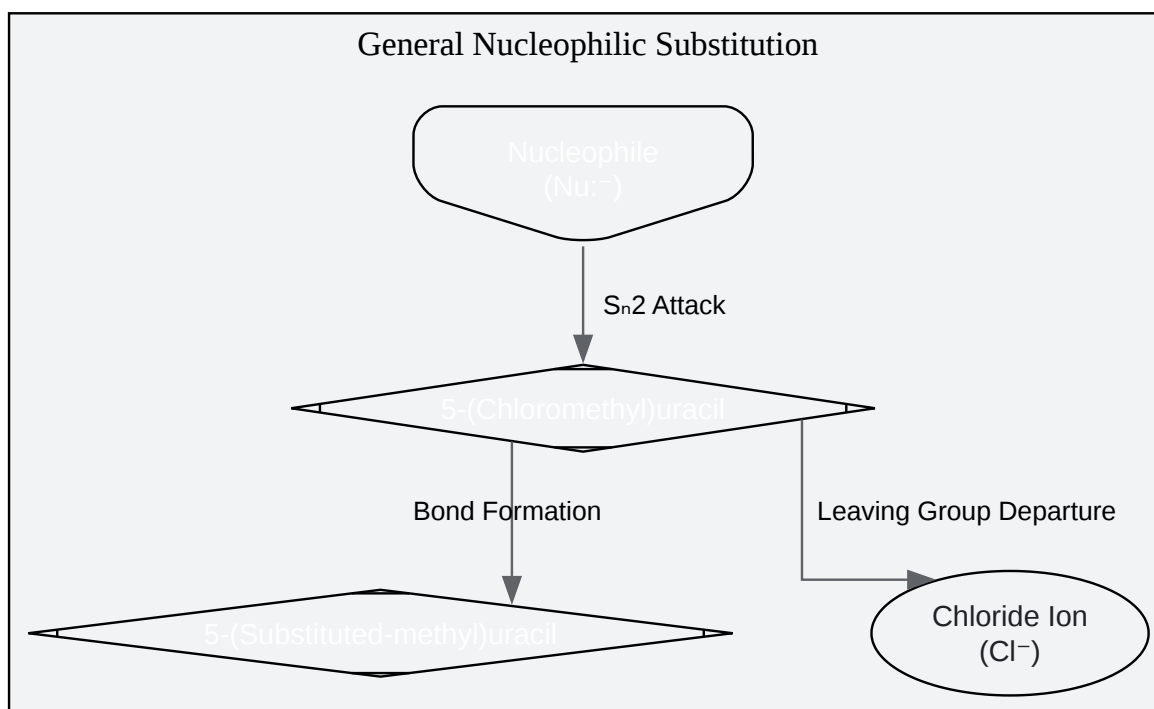 General Nucleophilic Substitution
Nucleophile
(Nu:⁻)
Sₙ2 Attack
5-(Chloromethyl)uracil
Bond Formation
Leaving Group Departure
5-(Substituted-methyl)uracil
Chloride Ion
(Cl⁻)